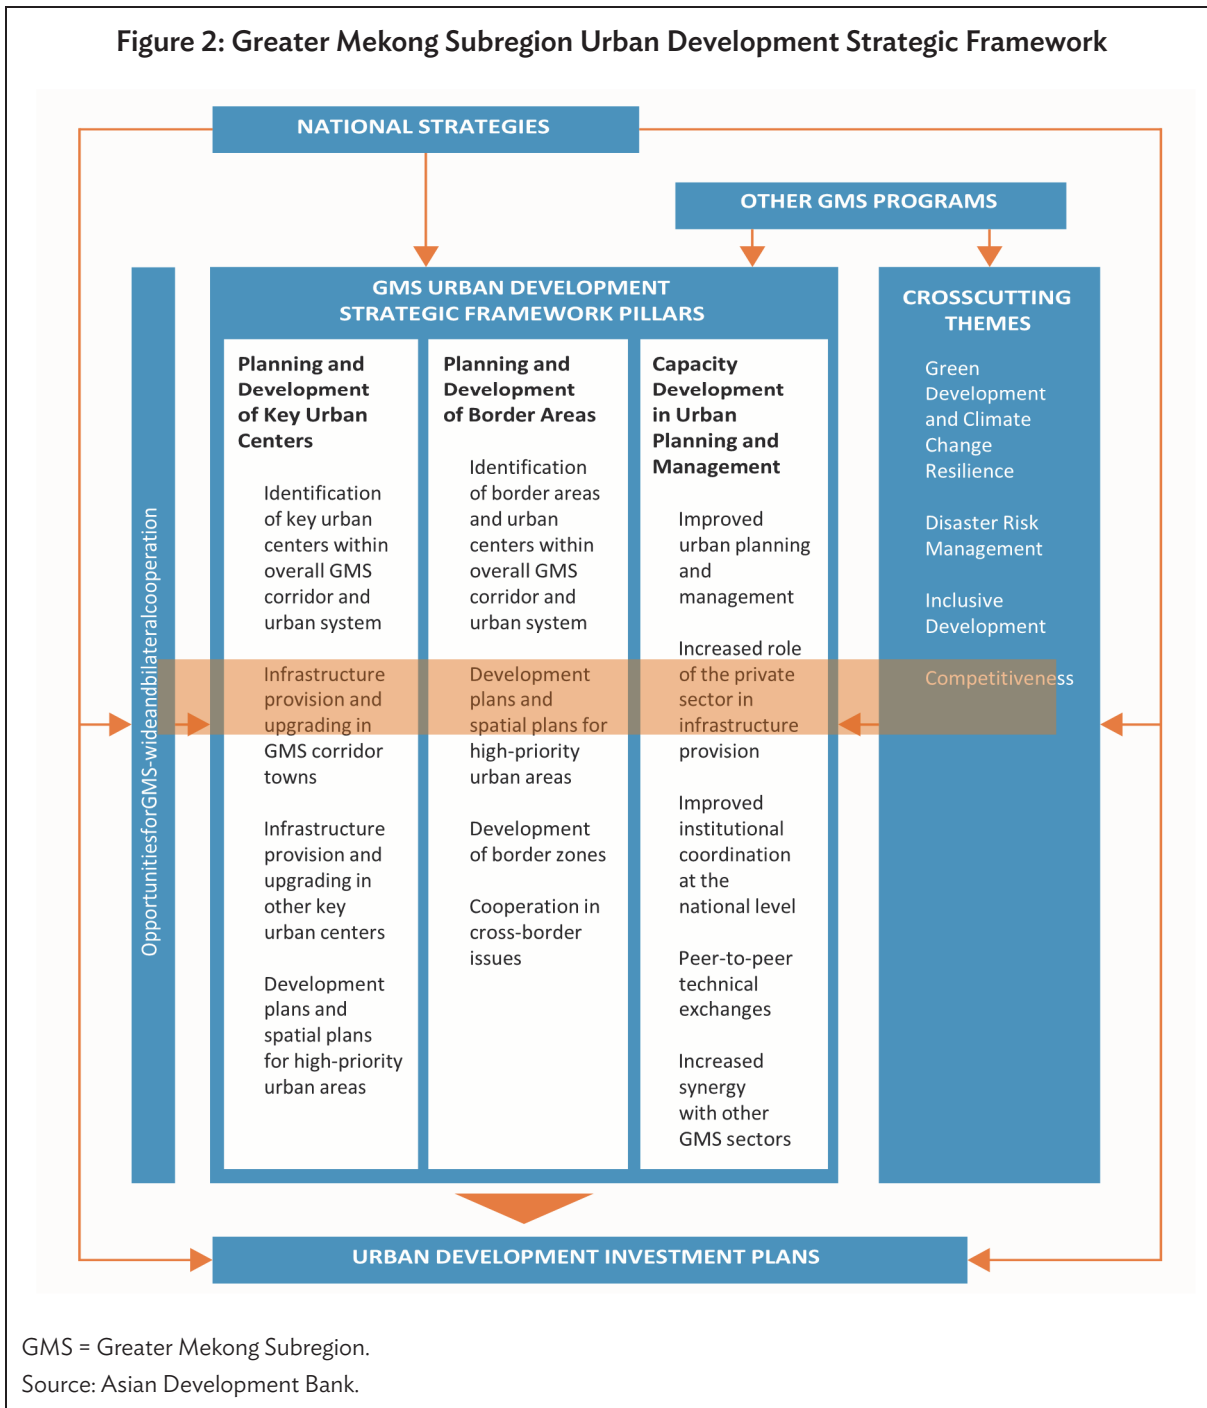 Figure 2: Greater Mekong Subregion Urban Development Strategic Framework
NATIONAL STRATEGIES
OTHER GMS PROGRAMS
OpportunitiesforGMS-wideandbilateralcooperation
GMS URBAN DEVELOPMENT
STRATEGIC FRAMEWORK PILLARS
Planning and
Development
of Key Urban
Centers
Identification
of key urban
centers within
overall GMS
corridor and
urban system
Infrastructure
provision and
upgrading in
GMS corridor
towns
Infrastructure
provision and
upgrading in
other key
urban centers
Development
plans and
spatial plans
for high-priority
urban areas
Planning and
Development
of Border Areas
Identification
of border areas
and urban
centers within
overall GMS
corridor and
urban system
Development
plans and
spatial plans for
high-priority
urban areas
Development
of border zones
Cooperation in
cross-border
issues
Capacity
Development
in Urban
Planning and
Management
Improved
urban planning
and
management
Increased role
of the private
sector in
infrastructure
provision
Improved
institutional
coordination
at the
national level
Peer-to-peer
technical
exchanges
Increased
synergy
with other
GMS sectors
CROSSCUTTING
THEMES
Green
Development
and Climate
Change
Resilience
Disaster Risk
Management
Inclusive
Development
Competitiveness
URBAN DEVELOPMENT INVESTMENT PLANS
GMS = Greater Mekong Subregion.
Source: Asian Development Bank.